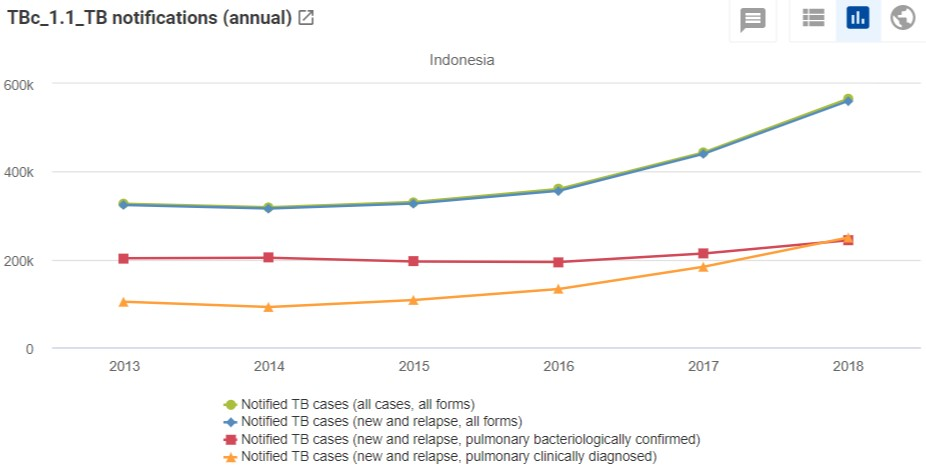 TBc_1.1_TB notifications (annual)
Indonesia
600k
400k
200k
0
2013 2014 2015 2016 2017 2018
Notified TB cases (all cases, all forms)
Notified TB cases (new and relapse, all forms)
Notified TB cases (new and relapse, pulmonary bacteriologically confirmed)
Notified TB cases (new and relapse, pulmonary clinically diagnosed)